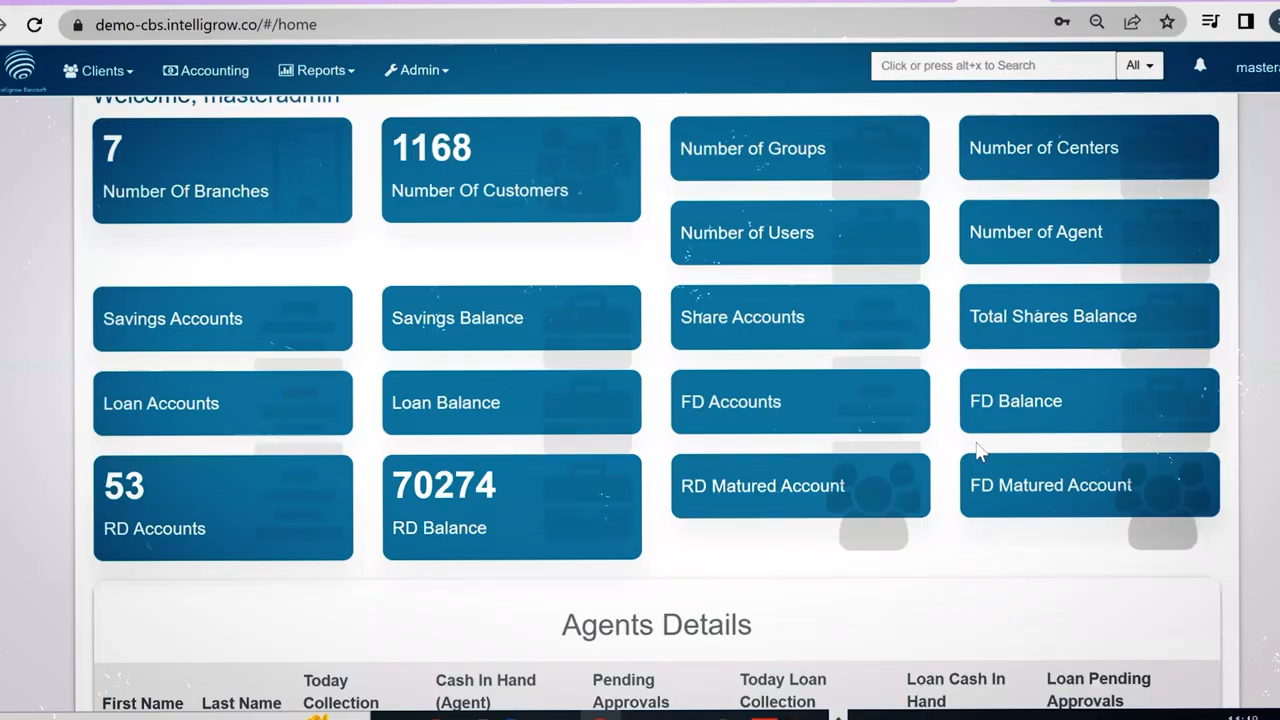 demo-cbs.intelligrow.co/#/home
Clients
Accounting
Reports
Admin
Click or press alt+x to Search
All
Welcome, masteradmin
7
Number Of Branches
1168
Number Of Customers
Number of Groups
Number of Centers
Number of Users
Number of Agent
Savings Accounts
Savings Balance
Share Accounts
Total Shares Balance
Loan Accounts
Loan Balance
FD Accounts
FD Balance
53
RD Accounts
70274
RD Balance
RD Matured Account
FD Matured Account
Agents Details
First Name
Last Name
Today
Collection
Cash In Hand
(Agent)
Pending
Approvals
Today Loan
Collection
Loan Cash In
Hand
Loan Pending
Approvals